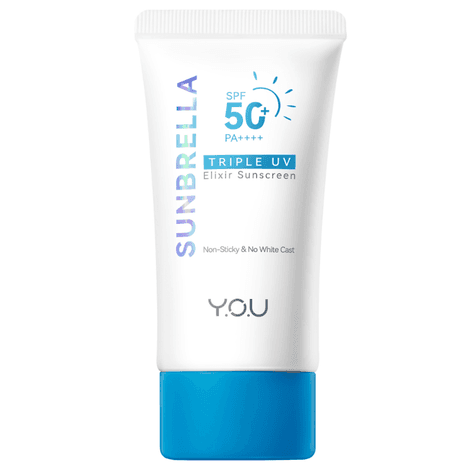 SUNBRELLA
SPF
50+
PA++++
TRIPLE UV
Elixir Sunscreen
Non-Sticky & No White Cast
Y.O.U